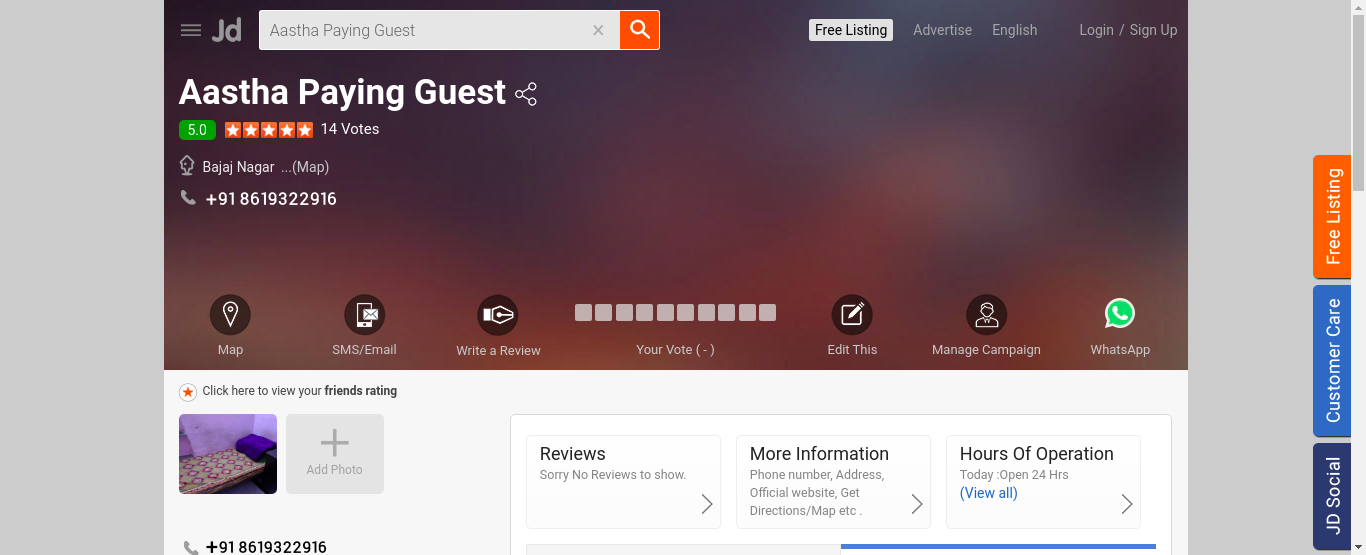 Jd
Aastha Paying Guest
Free Listing
Advertise
English
Login / Sign Up
Aastha Paying Guest
5.0
14 Votes
Bajaj Nagar ...(Map)
+91 8619322916
Map
SMS/Email
Write a Review
Your Vote ( - )
Edit This
Manage Campaign
WhatsApp
Click here to view your friends rating
Add Photo
+91 8619322916
Reviews
Sorry No Reviews to show.
More Information
Phone number, Address,
Official website, Get
Directions/Map etc .
Hours Of Operation
Today :Open 24 Hrs
(View all)
Free Listing
Customer Care
JD Social